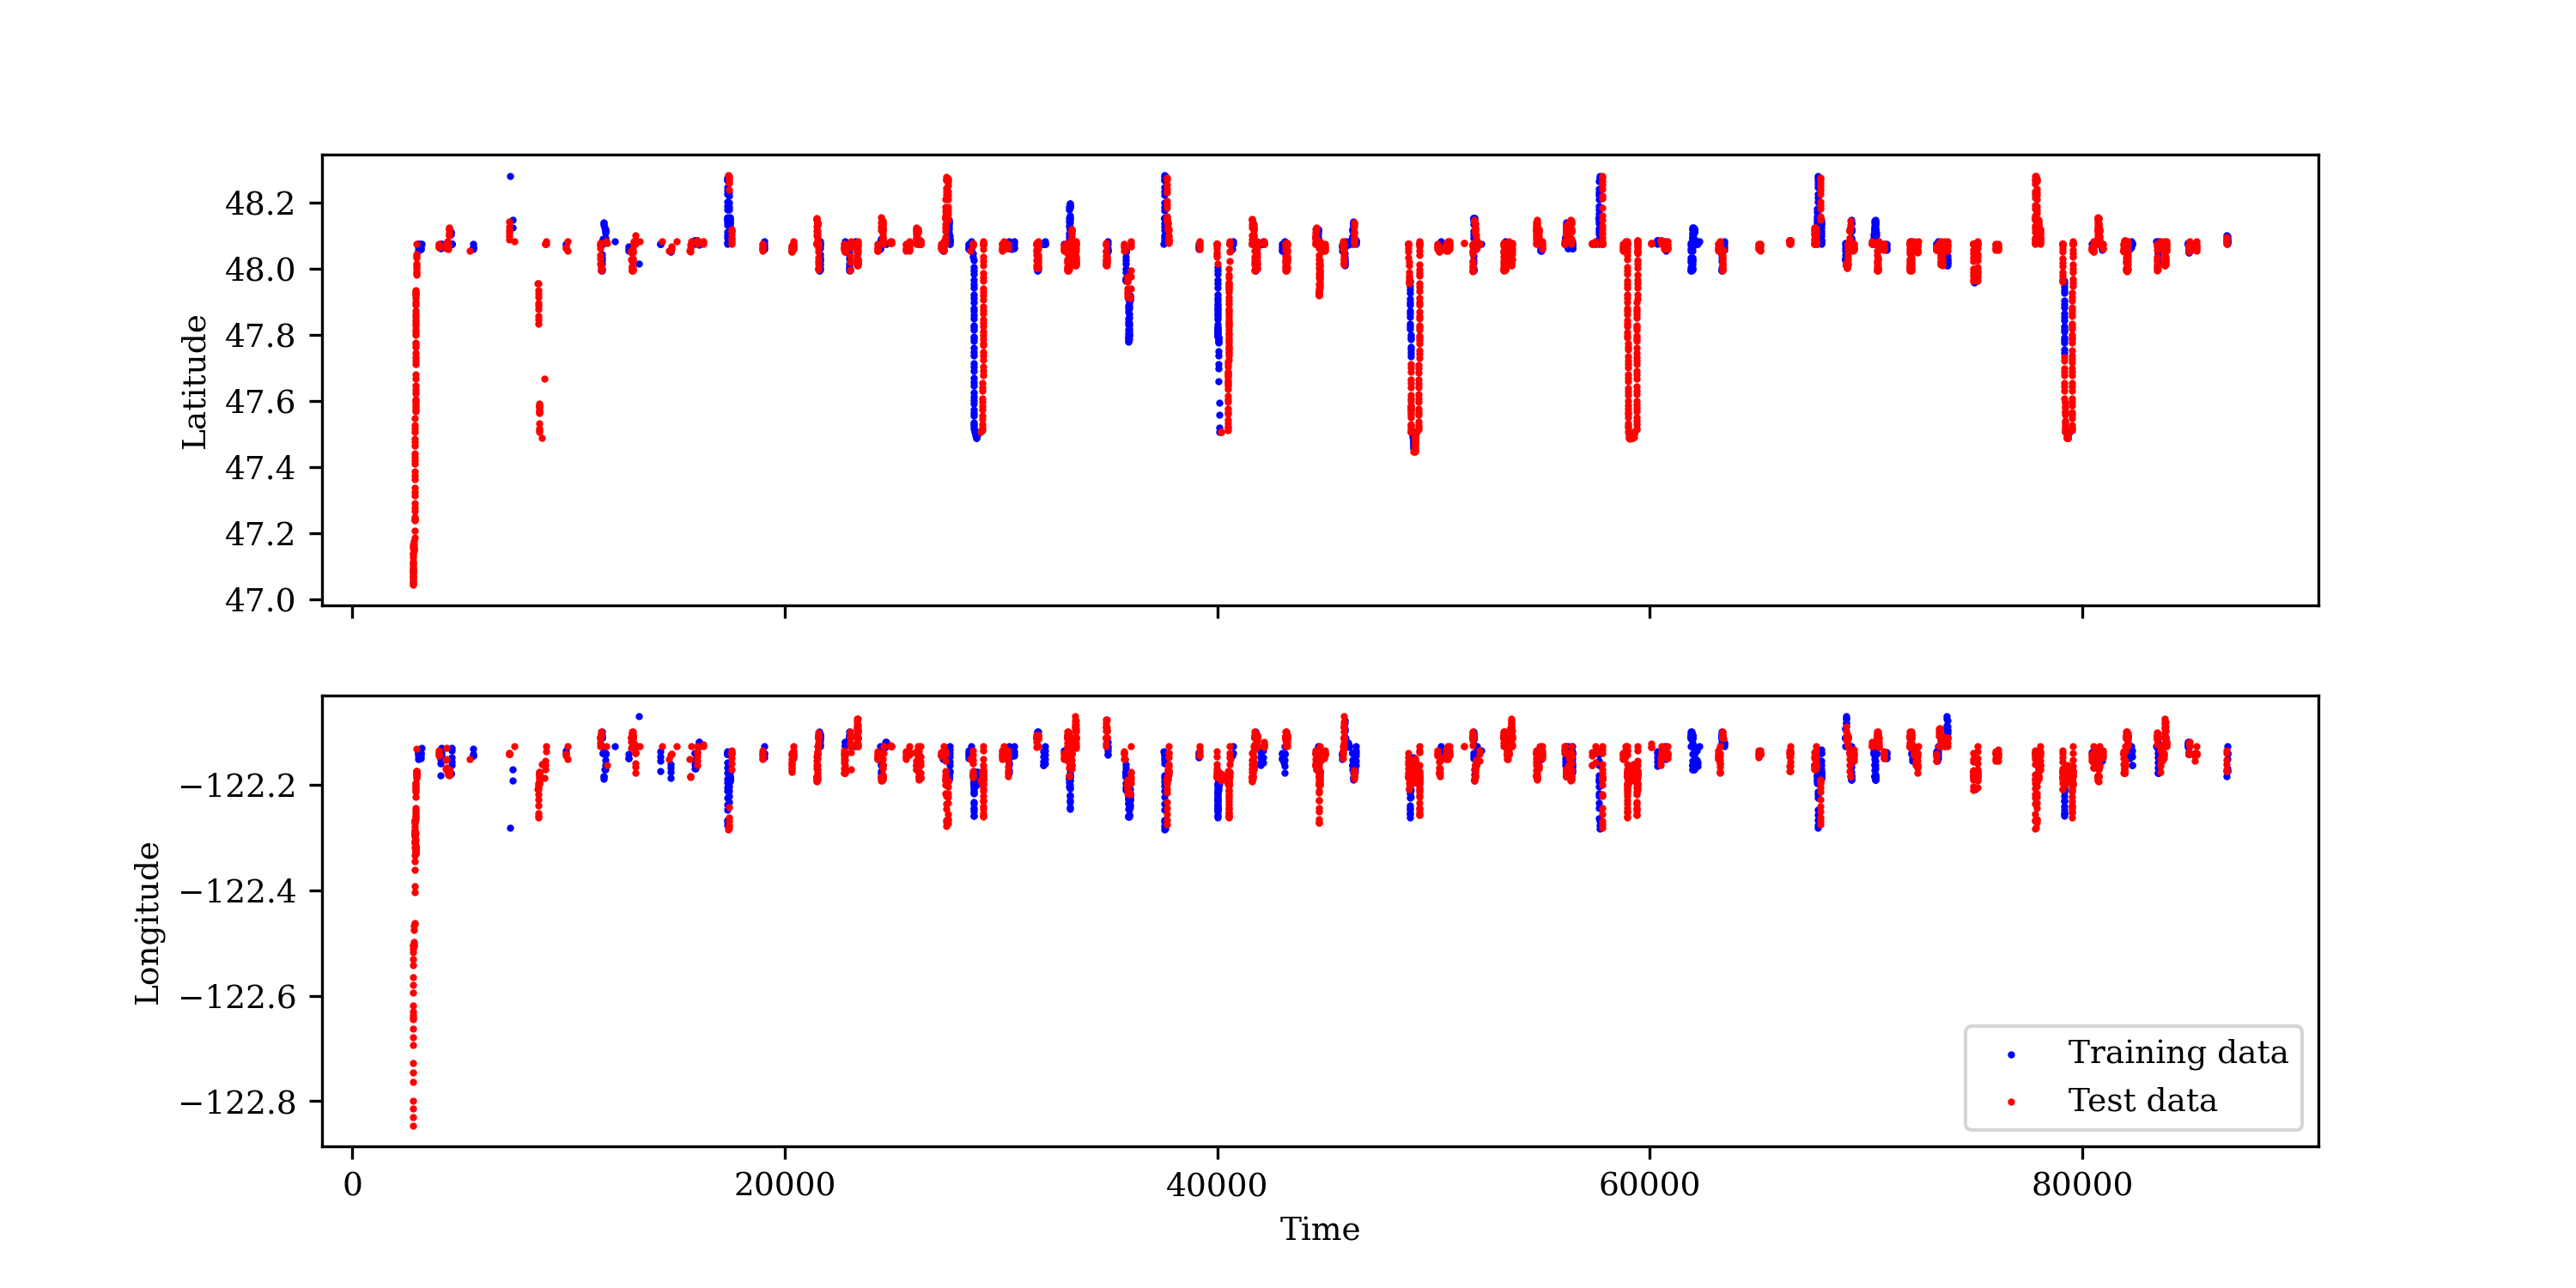 48.2
48.0
47.8
47.6
47.4
47.2
47.0
Latitude
−122.2
−122.4
−122.6
−122.8
Longitude
Training data
Test data
0 20000 40000 60000 80000
Time